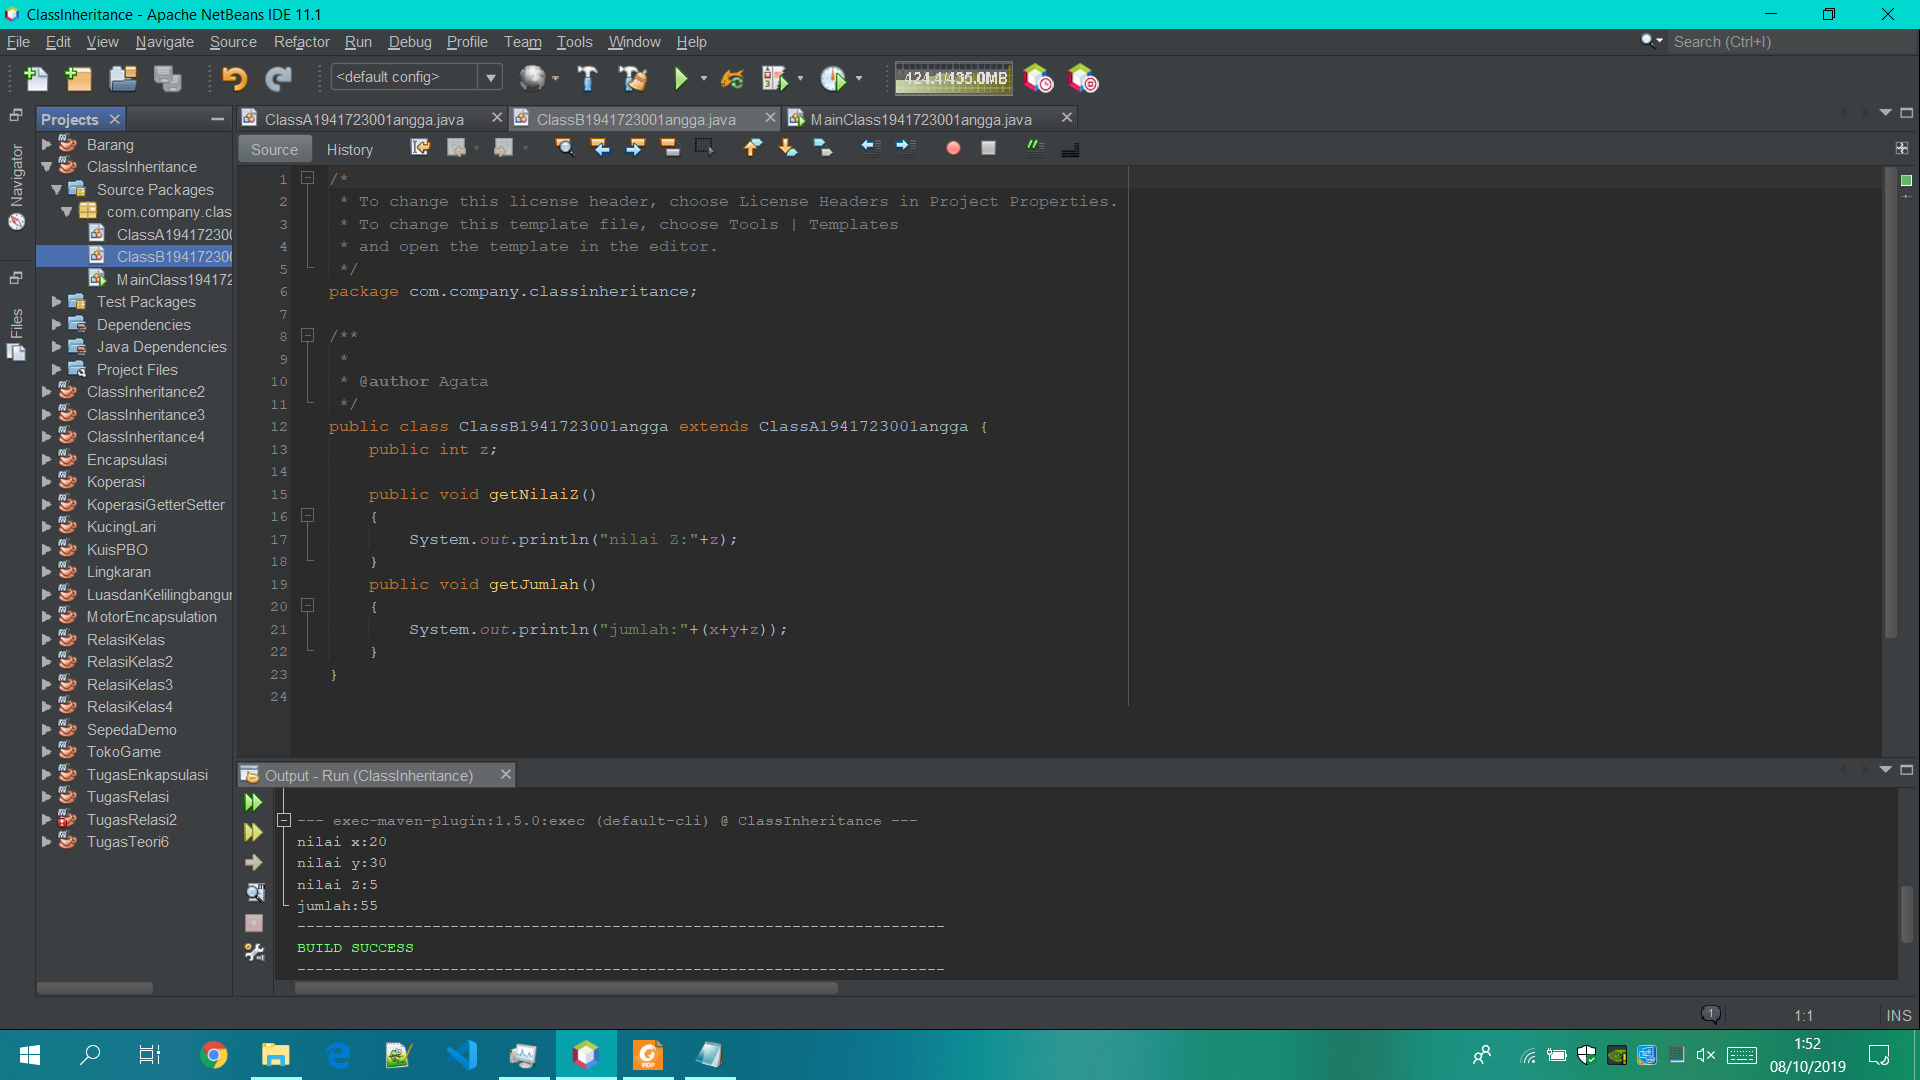 ClassInheritance - Apache NetBeans IDE 11.1
File Edit View Navigate Source Refactor Run Debug Profile Team Tools Window Help
Search (Ctrl+I)
<default config>
424.4/435.0MB
Projects
Navigator
Files
Barang
ClassInheritance
Source Packages
com.company.clas
ClassA194172300
ClassB194172300
MainClass194172
Test Packages
Dependencies
Java Dependencies
Project Files
ClassInheritance2
ClassInheritance3
ClassInheritance4
Encapsulasi
Koperasi
KoperasiGetterSetter
KucingLari
KuisPBO
Lingkaran
LuasdanKelilingbangun
MotorEncapsulation
RelasiKelas
RelasiKelas2
RelasiKelas3
RelasiKelas4
SepedaDemo
TokoGame
TugasEnkapsulasi
TugasRelasi
TugasRelasi2
TugasTeori6
ClassA1941723001angga.java
ClassB1941723001angga.java
MainClass1941723001angga.java
Source History
1 /*
2 * To change this license header, choose License Headers in Project Properties.
3 * To change this template file, choose Tools | Templates
4 * and open the template in the editor.
5 */
6 package com.company.classinheritance;
7
8 /**
9 *
10 * @author Agata
11 */
12 public class ClassB1941723001angga extends ClassA1941723001angga {
13 public int z;
14
15 public void getNilaiZ()
16 {
17 System.out.println("nilai Z:"+z);
18 }
19 public void getJumlah()
20 {
21 System.out.println("jumlah:"+(x+y+z));
22 }
23 }
24
Output - Run (ClassInheritance)
--- exec-maven-plugin:1.5.0:exec (default-cli) @ ClassInheritance ---
nilai x:20
nilai y:30
nilai Z:5
jumlah:55
------------------------------------------------------------------------
BUILD SUCCESS
------------------------------------------------------------------------
1
1:1
INS
1:52
08/10/2019